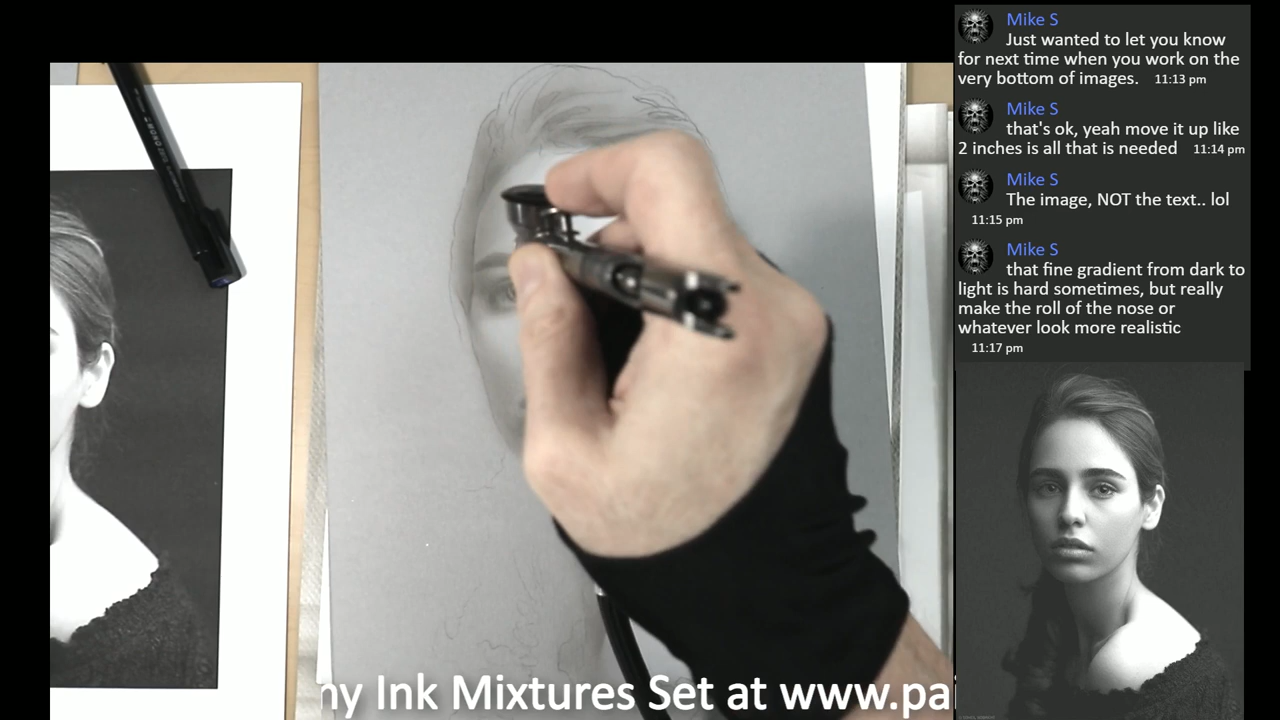 Mike S
Just wanted to let you know
for next time when you work on the
very bottom of images. 11:13 pm
Mike S
that's ok, yeah move it up like
2 inches is all that is needed 11:14 pm
Mike S
The image, NOT the text.. lol
11:15 pm
Mike S
that fine gradient from dark to
light is hard sometimes, but really
make the roll of the nose or
whatever look more realistic
11:17 pm
MONO
ny Ink Mixtures Set at www.pai